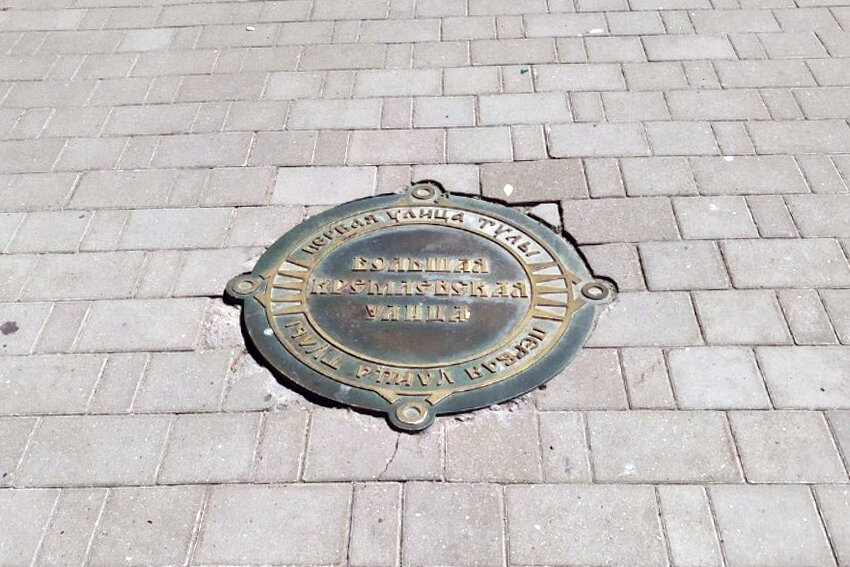 ПЕРВАЯ УЛИЦА ТУЛЫ
БОЛЬШАЯ
КРЕМЛЕВСКАЯ
УЛИЦА
ПЕРВАЯ УЛИЦА ТУЛЫ